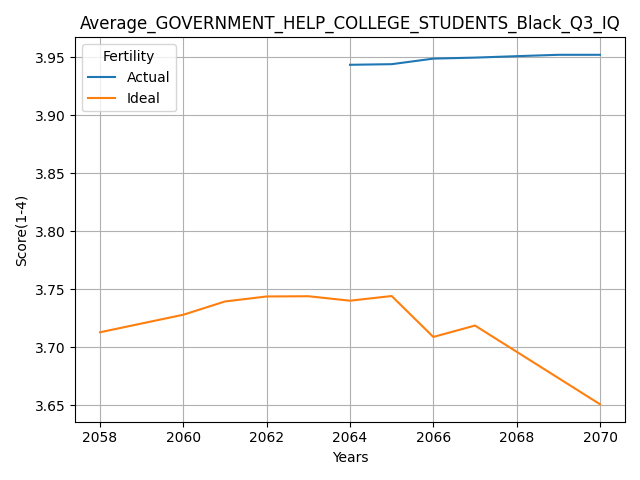 Average_GOVERNMENT_HELP_COLLEGE_STUDENTS_Black_Q3_IQ
Fertility
Actual
Ideal
3.95
3.90
3.85
3.80
3.75
3.70
3.65
Score(1-4)
2058 2060 2062 2064 2066 2068 2070
Years